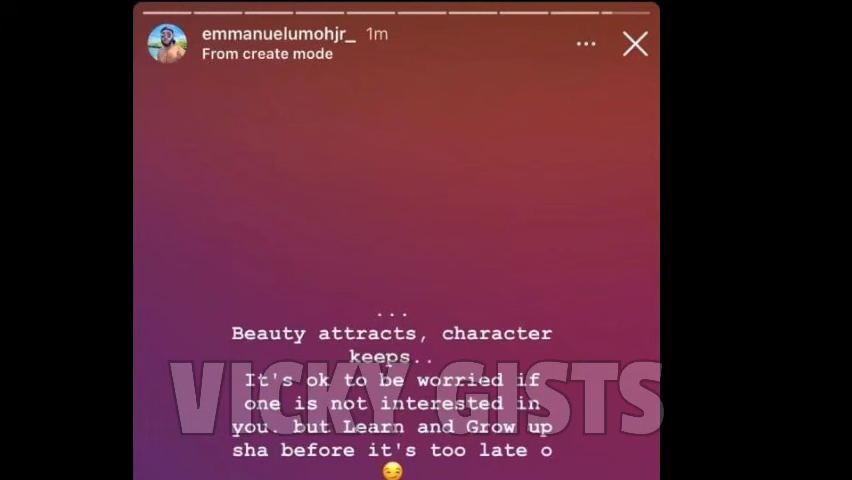 emmanuelumohjr_ 1m
From create mode
...
Beauty attracts, character
keeps..
It's ok to be worried if
one is not interested in
you. but Learn and Grow up
sha before it's too late o
😏
VICKY GISTS